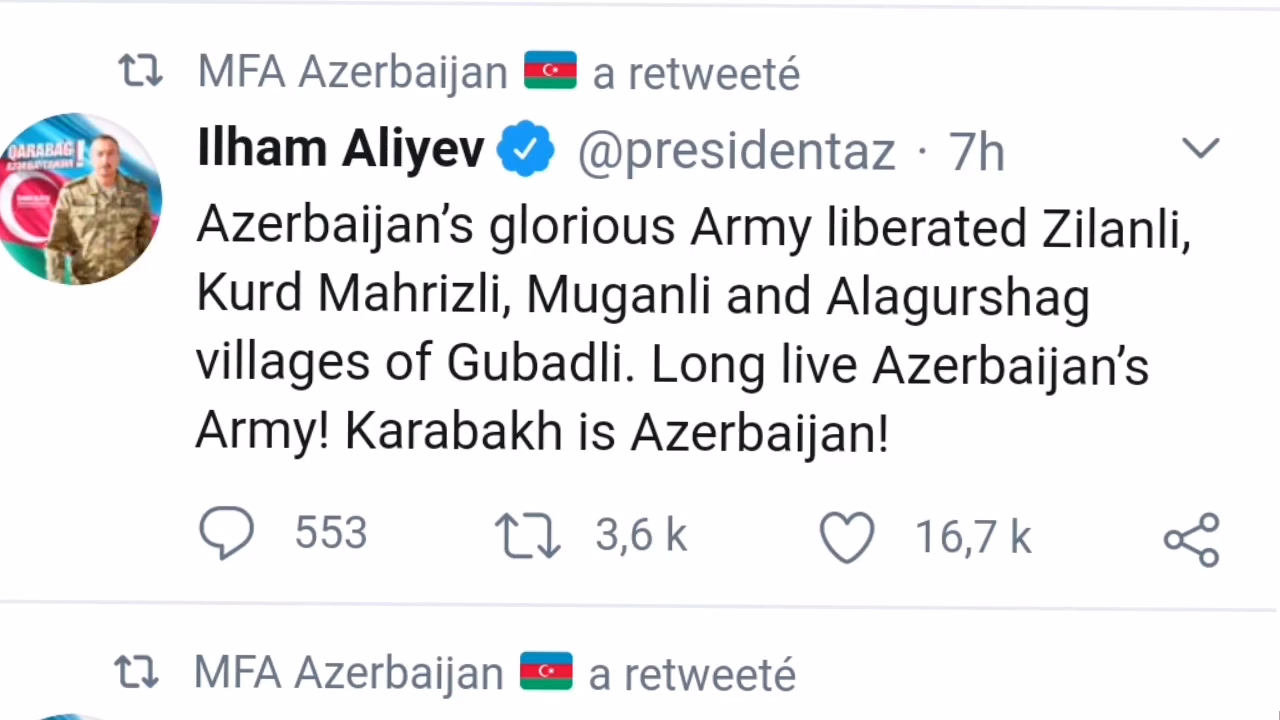 MFA Azerbaijan a retweeté
QARABAĞ
Ilham Aliyev @presidentaz · 7h
Azerbaijan’s glorious Army liberated Zilanli,
Kurd Mahrizli, Muganli and Alagurshag
villages of Gubadli. Long live Azerbaijan’s
Army! Karabakh is Azerbaijan!
553 3,6 k 16,7 k
MFA Azerbaijan a retweeté